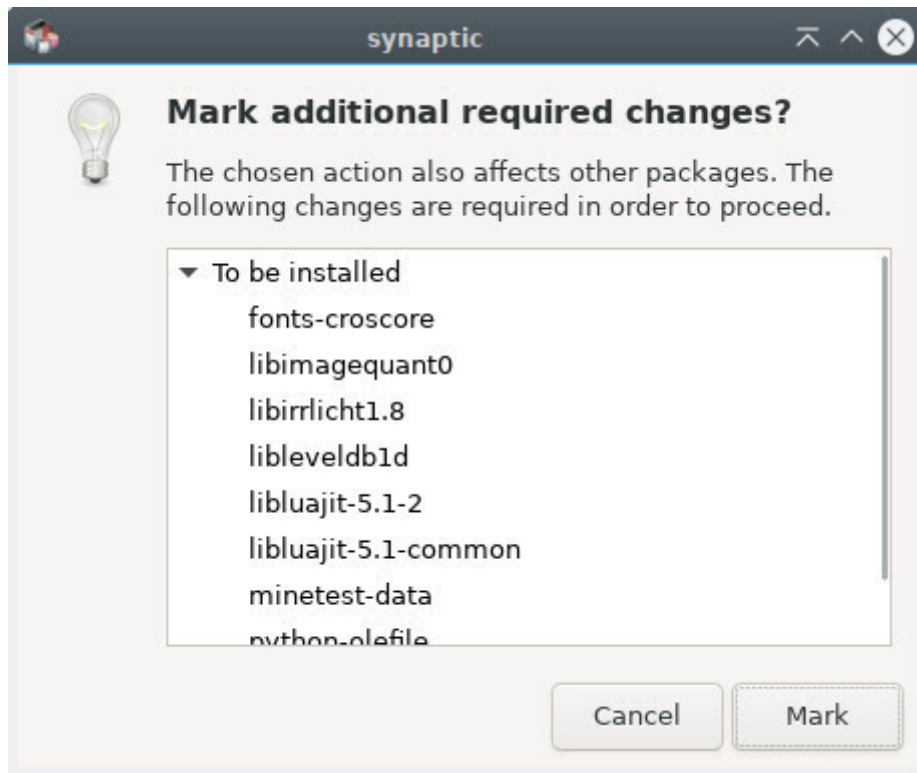 synaptic
Mark additional required changes?
The chosen action also affects other packages. The
following changes are required in order to proceed.
To be installed
fonts-croscore
libimagequant0
libirrlicht1.8
libleveldb1d
libluajit-5.1-2
libluajit-5.1-common
minetest-data
python-olefile
Cancel
Mark